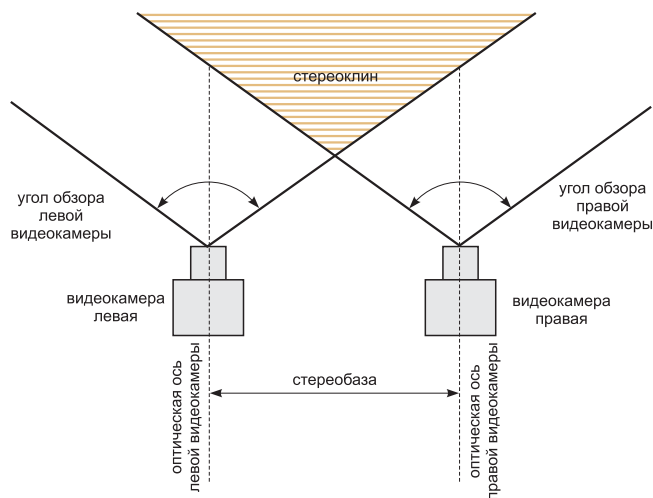 стереоклин
угол обзора
левой
видеокамеры
угол обзора
правой
видеокамеры
видеокамера
левая
видеокамера
правая
стереобаза
оптическая ось
левой видеокамеры
оптическая ось
правой видеокамеры